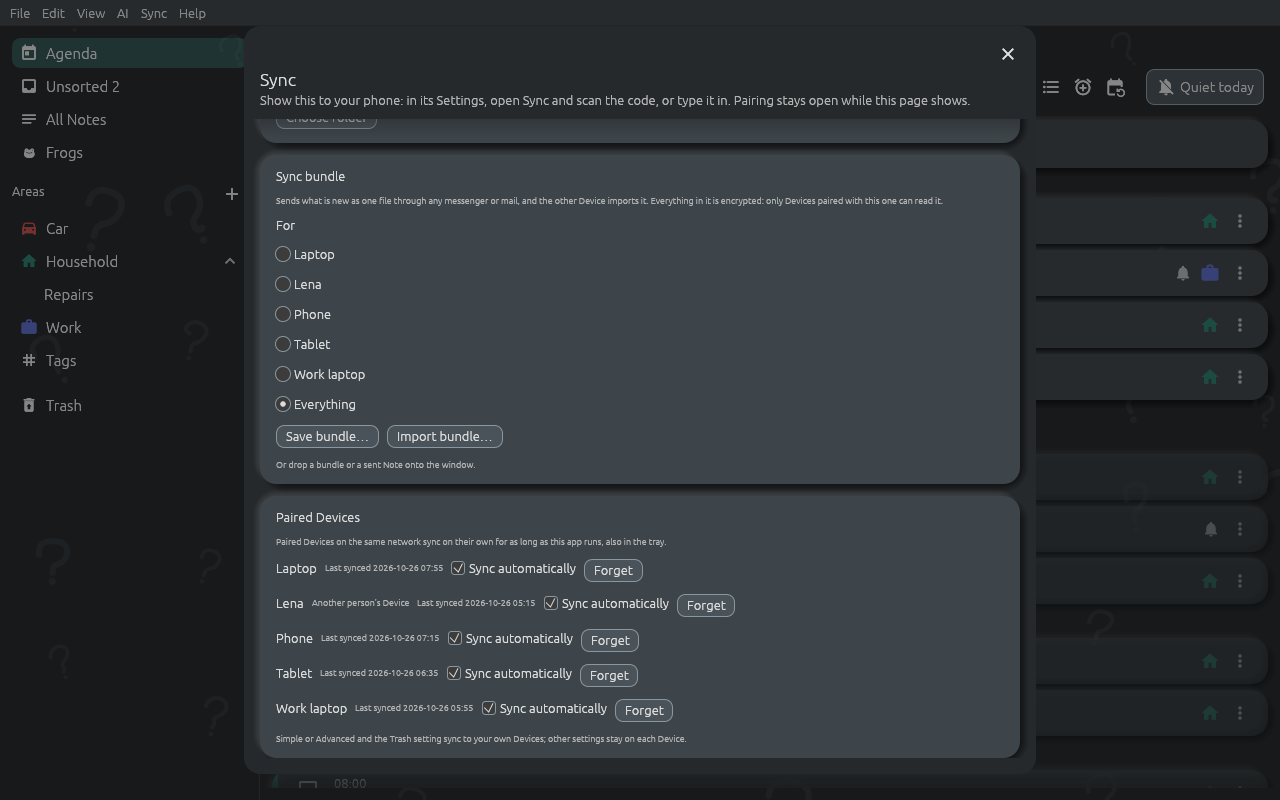 File Edit View AI Sync Help
Agenda
Unsorted 2
All Notes
Frogs
Areas
Car
Household
Repairs
Work
Tags
Trash
Sync
Show this to your phone: in its Settings, open Sync and scan the code, or type it in. Pairing stays open while this page shows.
Quiet today
Choose folder
Sync bundle
Sends what is new as one file through any messenger or mail, and the other Device imports it. Everything in it is encrypted: only Devices paired with this one can read it.
For
Laptop
Lena
Phone
Tablet
Work laptop
Everything
Save bundle… Import bundle…
Or drop a bundle or a sent Note onto the window.
Paired Devices
Paired Devices on the same network sync on their own for as long as this app runs, also in the tray.
Laptop Last synced 2026-10-26 07:55 Sync automatically Forget
Lena Another person's Device Last synced 2026-10-26 05:15 Sync automatically Forget
Phone Last synced 2026-10-26 07:15 Sync automatically Forget
Tablet Last synced 2026-10-26 06:35 Sync automatically Forget
Work laptop Last synced 2026-10-26 05:55 Sync automatically Forget
Simple or Advanced and the Trash setting sync to your own Devices; other settings stay on each Device.
08:00